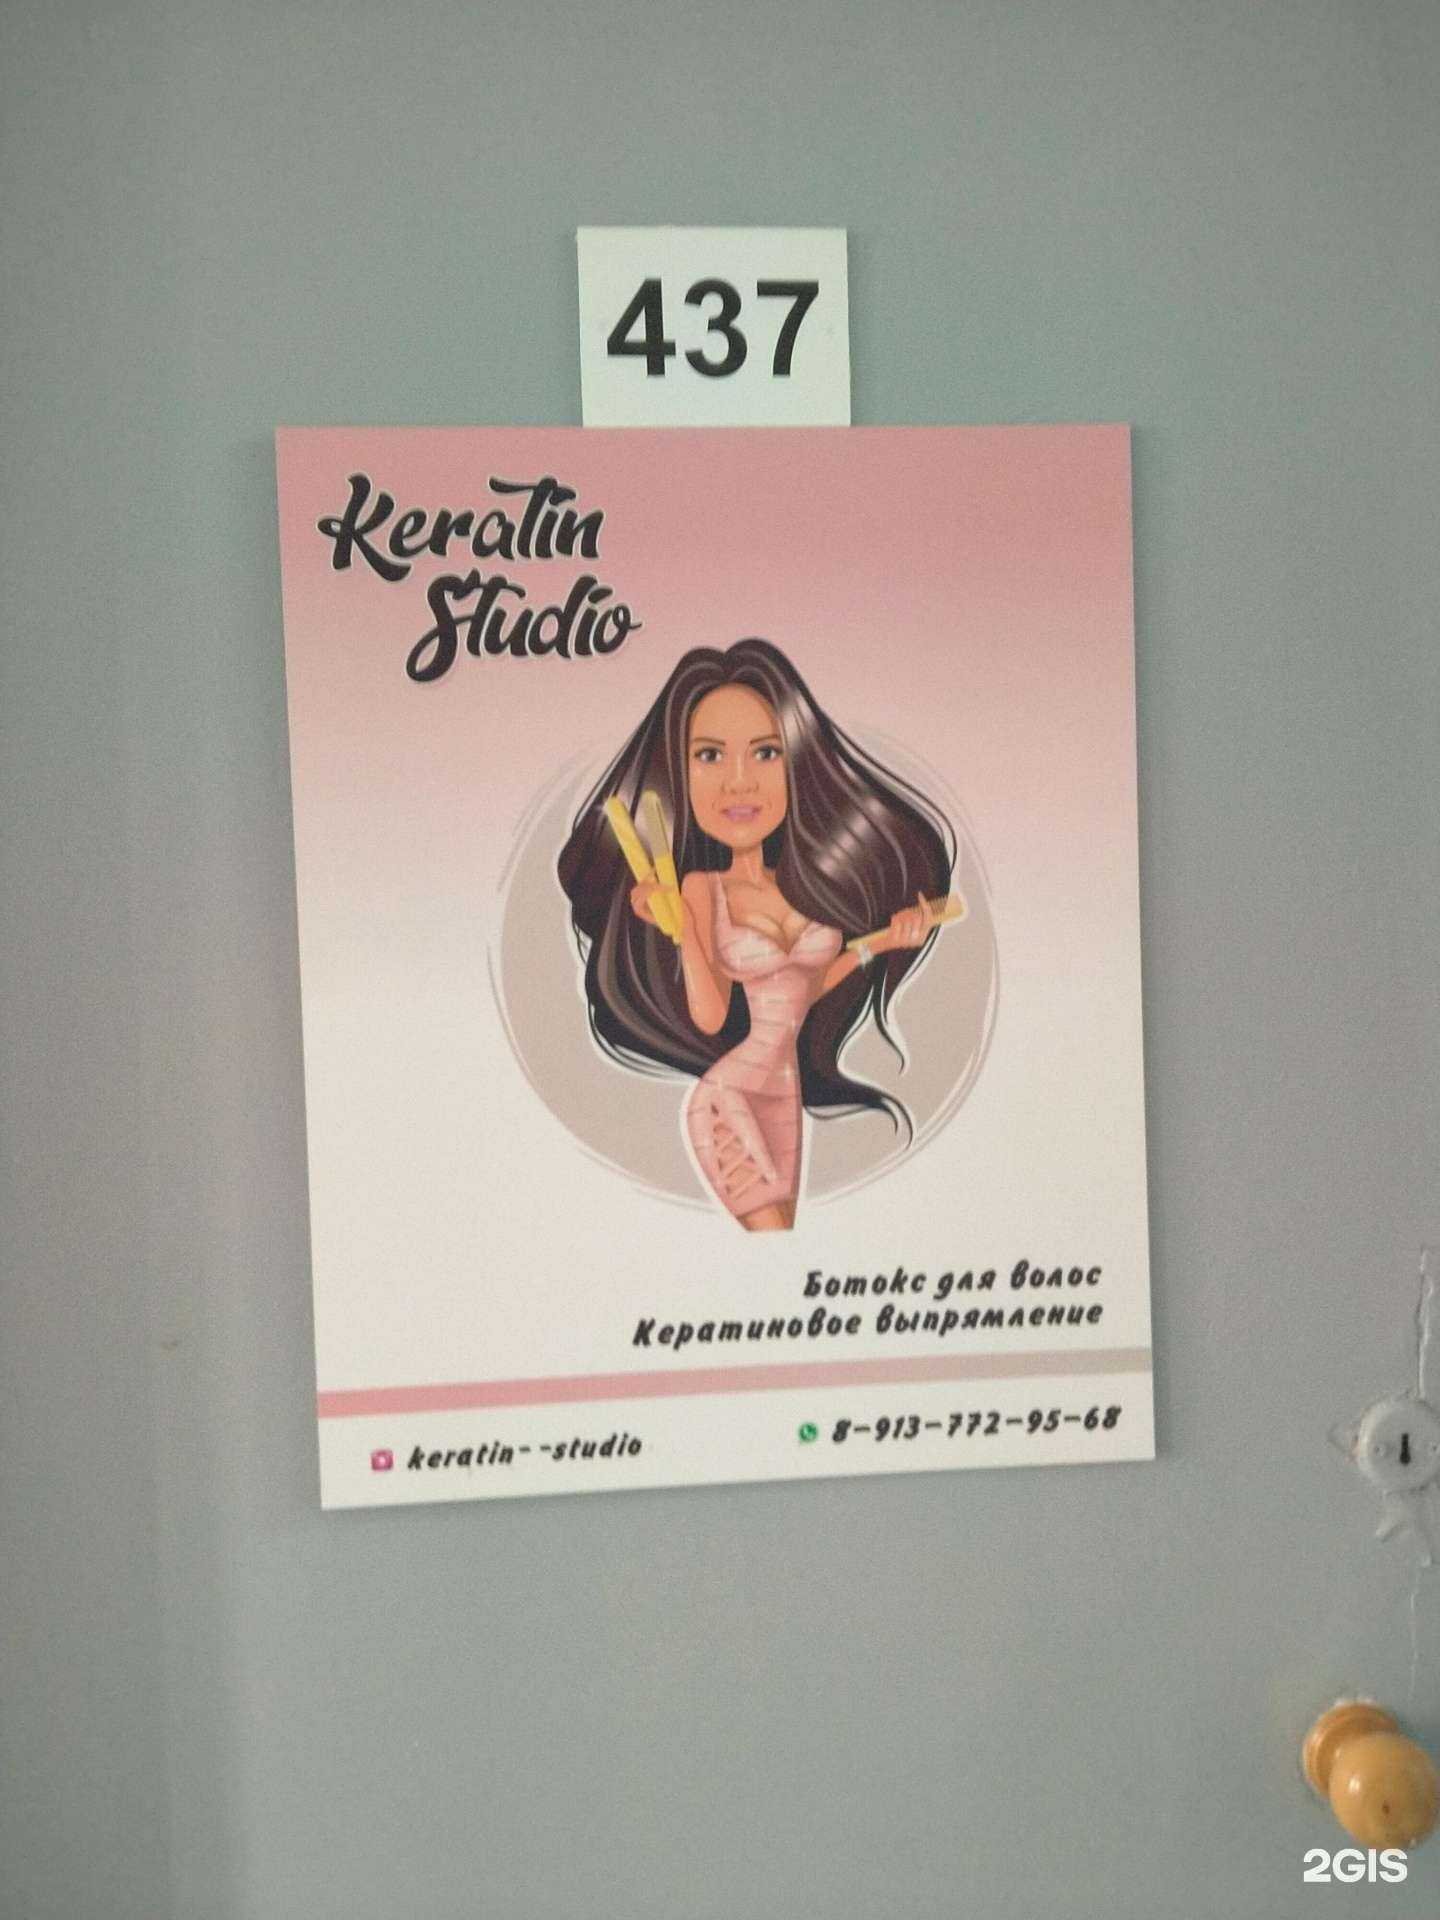 437
Keratin
Studio
Ботокс для волос
Кератиновое выпрямление
keratin--studio
8-913-772-95-68
2GIS